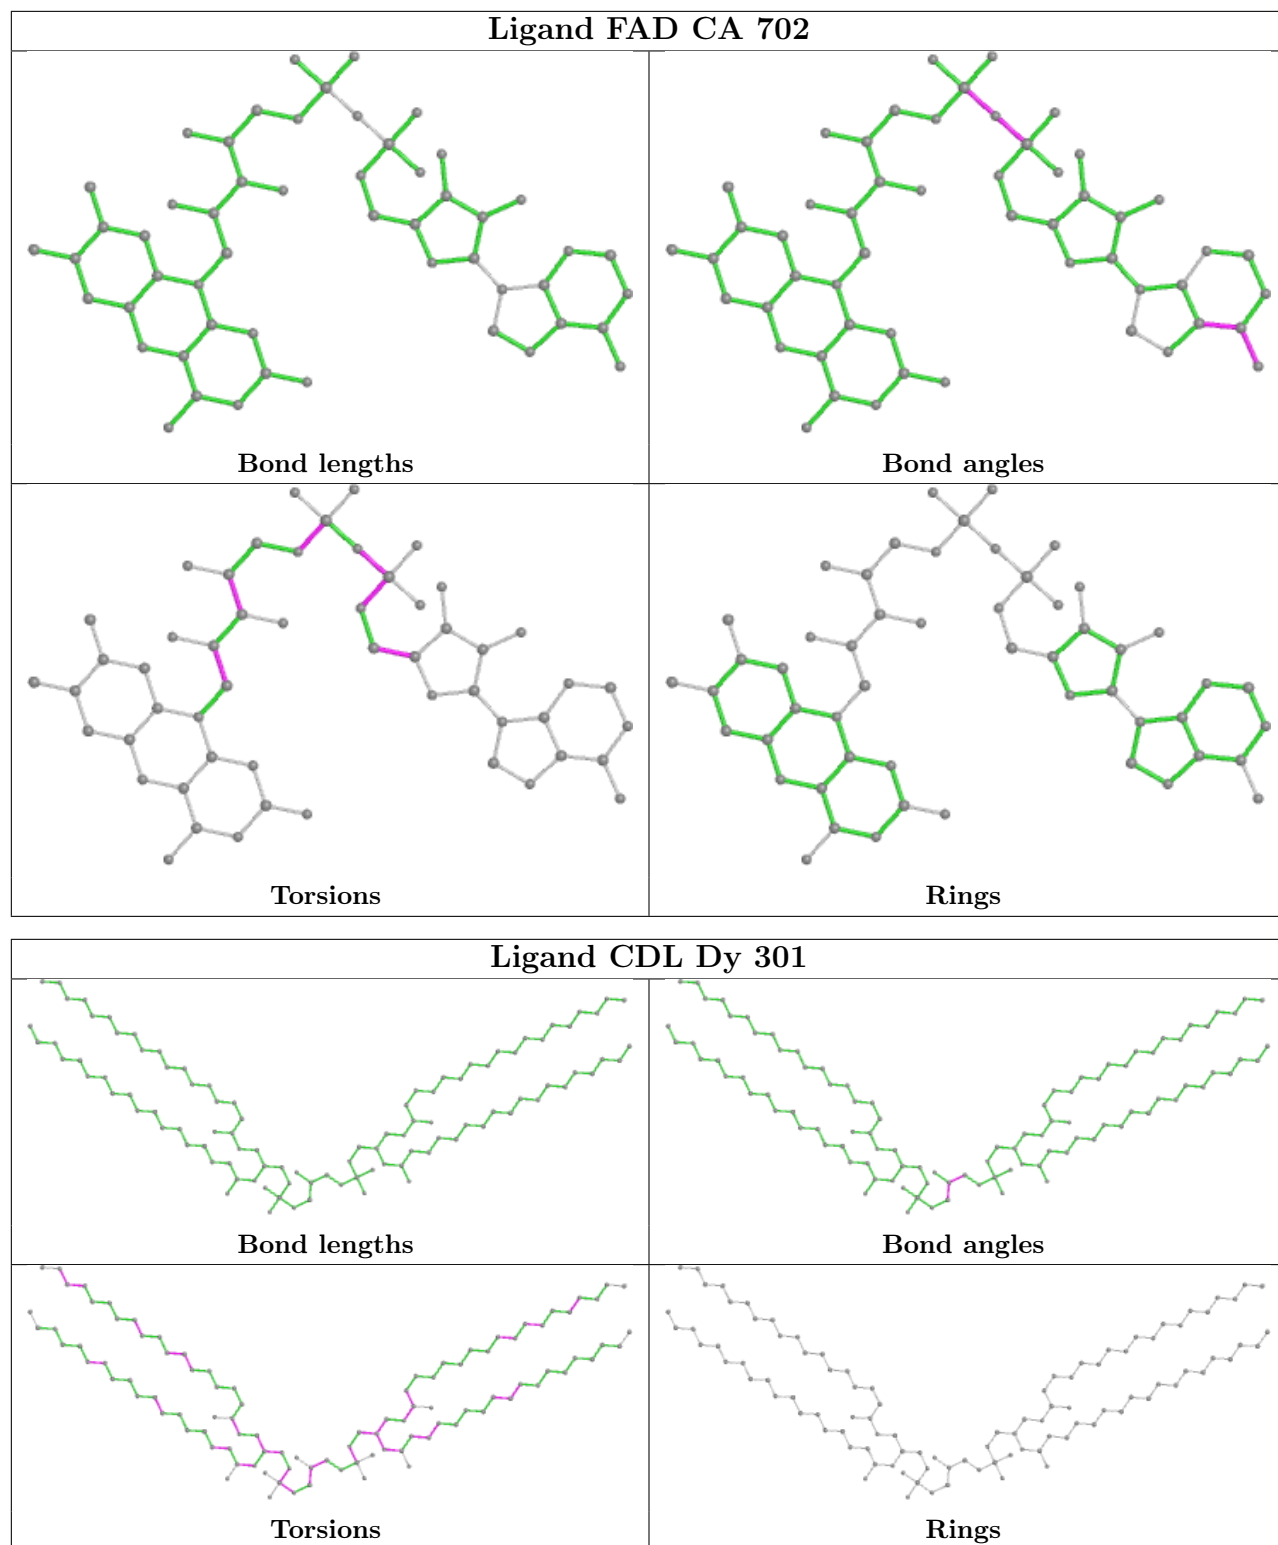 Ligand FAD CA 702
Bond lengths
Bond angles
Torsions
Rings
Ligand CDL Dy 301
Bond lengths
Bond angles
Torsions
Rings